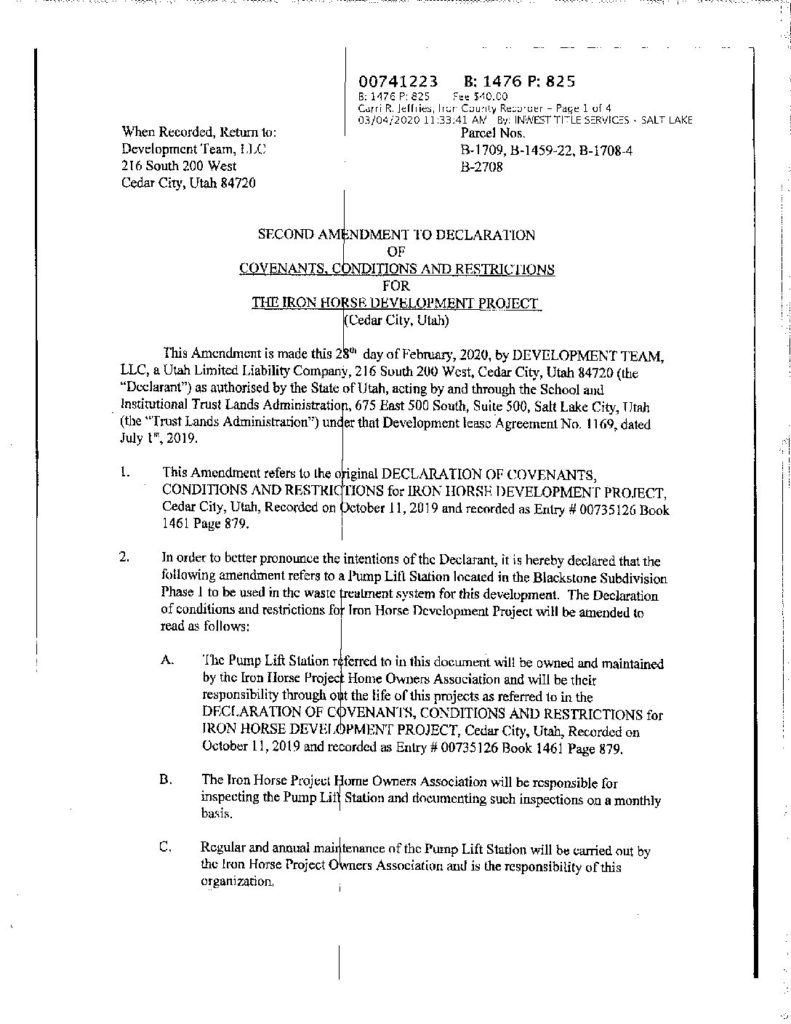 00741223 B: 1476 P: 825
B: 1476 P: 825 Fee $40.00
Carri R. Jeffries, Iron County Recorder - Page 1 of 4
03/04/2020 11:33:41 AM By: INWEST TITLE SERVICES - SALT LAKE
When Recorded, Return to:
Development Team, LLC
216 South 200 West
Cedar City, Utah 84720
Parcel Nos.
B-1709, B-1459-22, B-1708-4
B-2708
SECOND AMENDMENT TO DECLARATION
OF
COVENANTS, CONDITIONS AND RESTRICTIONS
FOR
THE IRON HORSE DEVELOPMENT PROJECT
(Cedar City, Utah)
This Amendment is made this 28th day of February, 2020, by DEVELOPMENT TEAM,
LLC, a Utah Limited Liability Company, 216 South 200 West, Cedar City, Utah 84720 (the
"Declarant") as authorised by the State of Utah, acting by and through the School and
Institutional Trust Lands Administration, 675 East 500 South, Suite 500, Salt Lake City, Utah
(the "Trust Lands Administration") under that Development lease Agreement No. 1169, dated
July 1st, 2019.
1. This Amendment refers to the original DECLARATION OF COVENANTS,
CONDITIONS AND RESTRICTIONS for IRON HORSE DEVELOPMENT PROJECT,
Cedar City, Utah, Recorded on October 11, 2019 and recorded as Entry # 00735126 Book
1461 Page 879.
2. In order to better pronounce the intentions of the Declarant, it is hereby declared that the
following amendment refers to a Pump Lift Station located in the Blackstone Subdivision
Phase 1 to be used in the waste treatment system for this development. The Declaration
of conditions and restrictions for Iron Horse Development Project will be amended to
read as follows:
A. The Pump Lift Station referred to in this document will be owned and maintained
by the Iron Horse Project Home Owners Association and will be their
responsibility through out the life of this projects as referred to in the
DECLARATION OF COVENANTS, CONDITIONS AND RESTRICTIONS for
IRON HORSE DEVELOPMENT PROJECT, Cedar City, Utah, Recorded on
October 11, 2019 and recorded as Entry # 00735126 Book 1461 Page 879.
B. The Iron Horse Project Home Owners Association will be responsible for
inspecting the Pump Lift Station and documenting such inspections on a monthly
basis.
C. Regular and annual maintenance of the Pump Lift Station will be carried out by
the Iron Horse Project Owners Association and is the responsibility of this
organization.